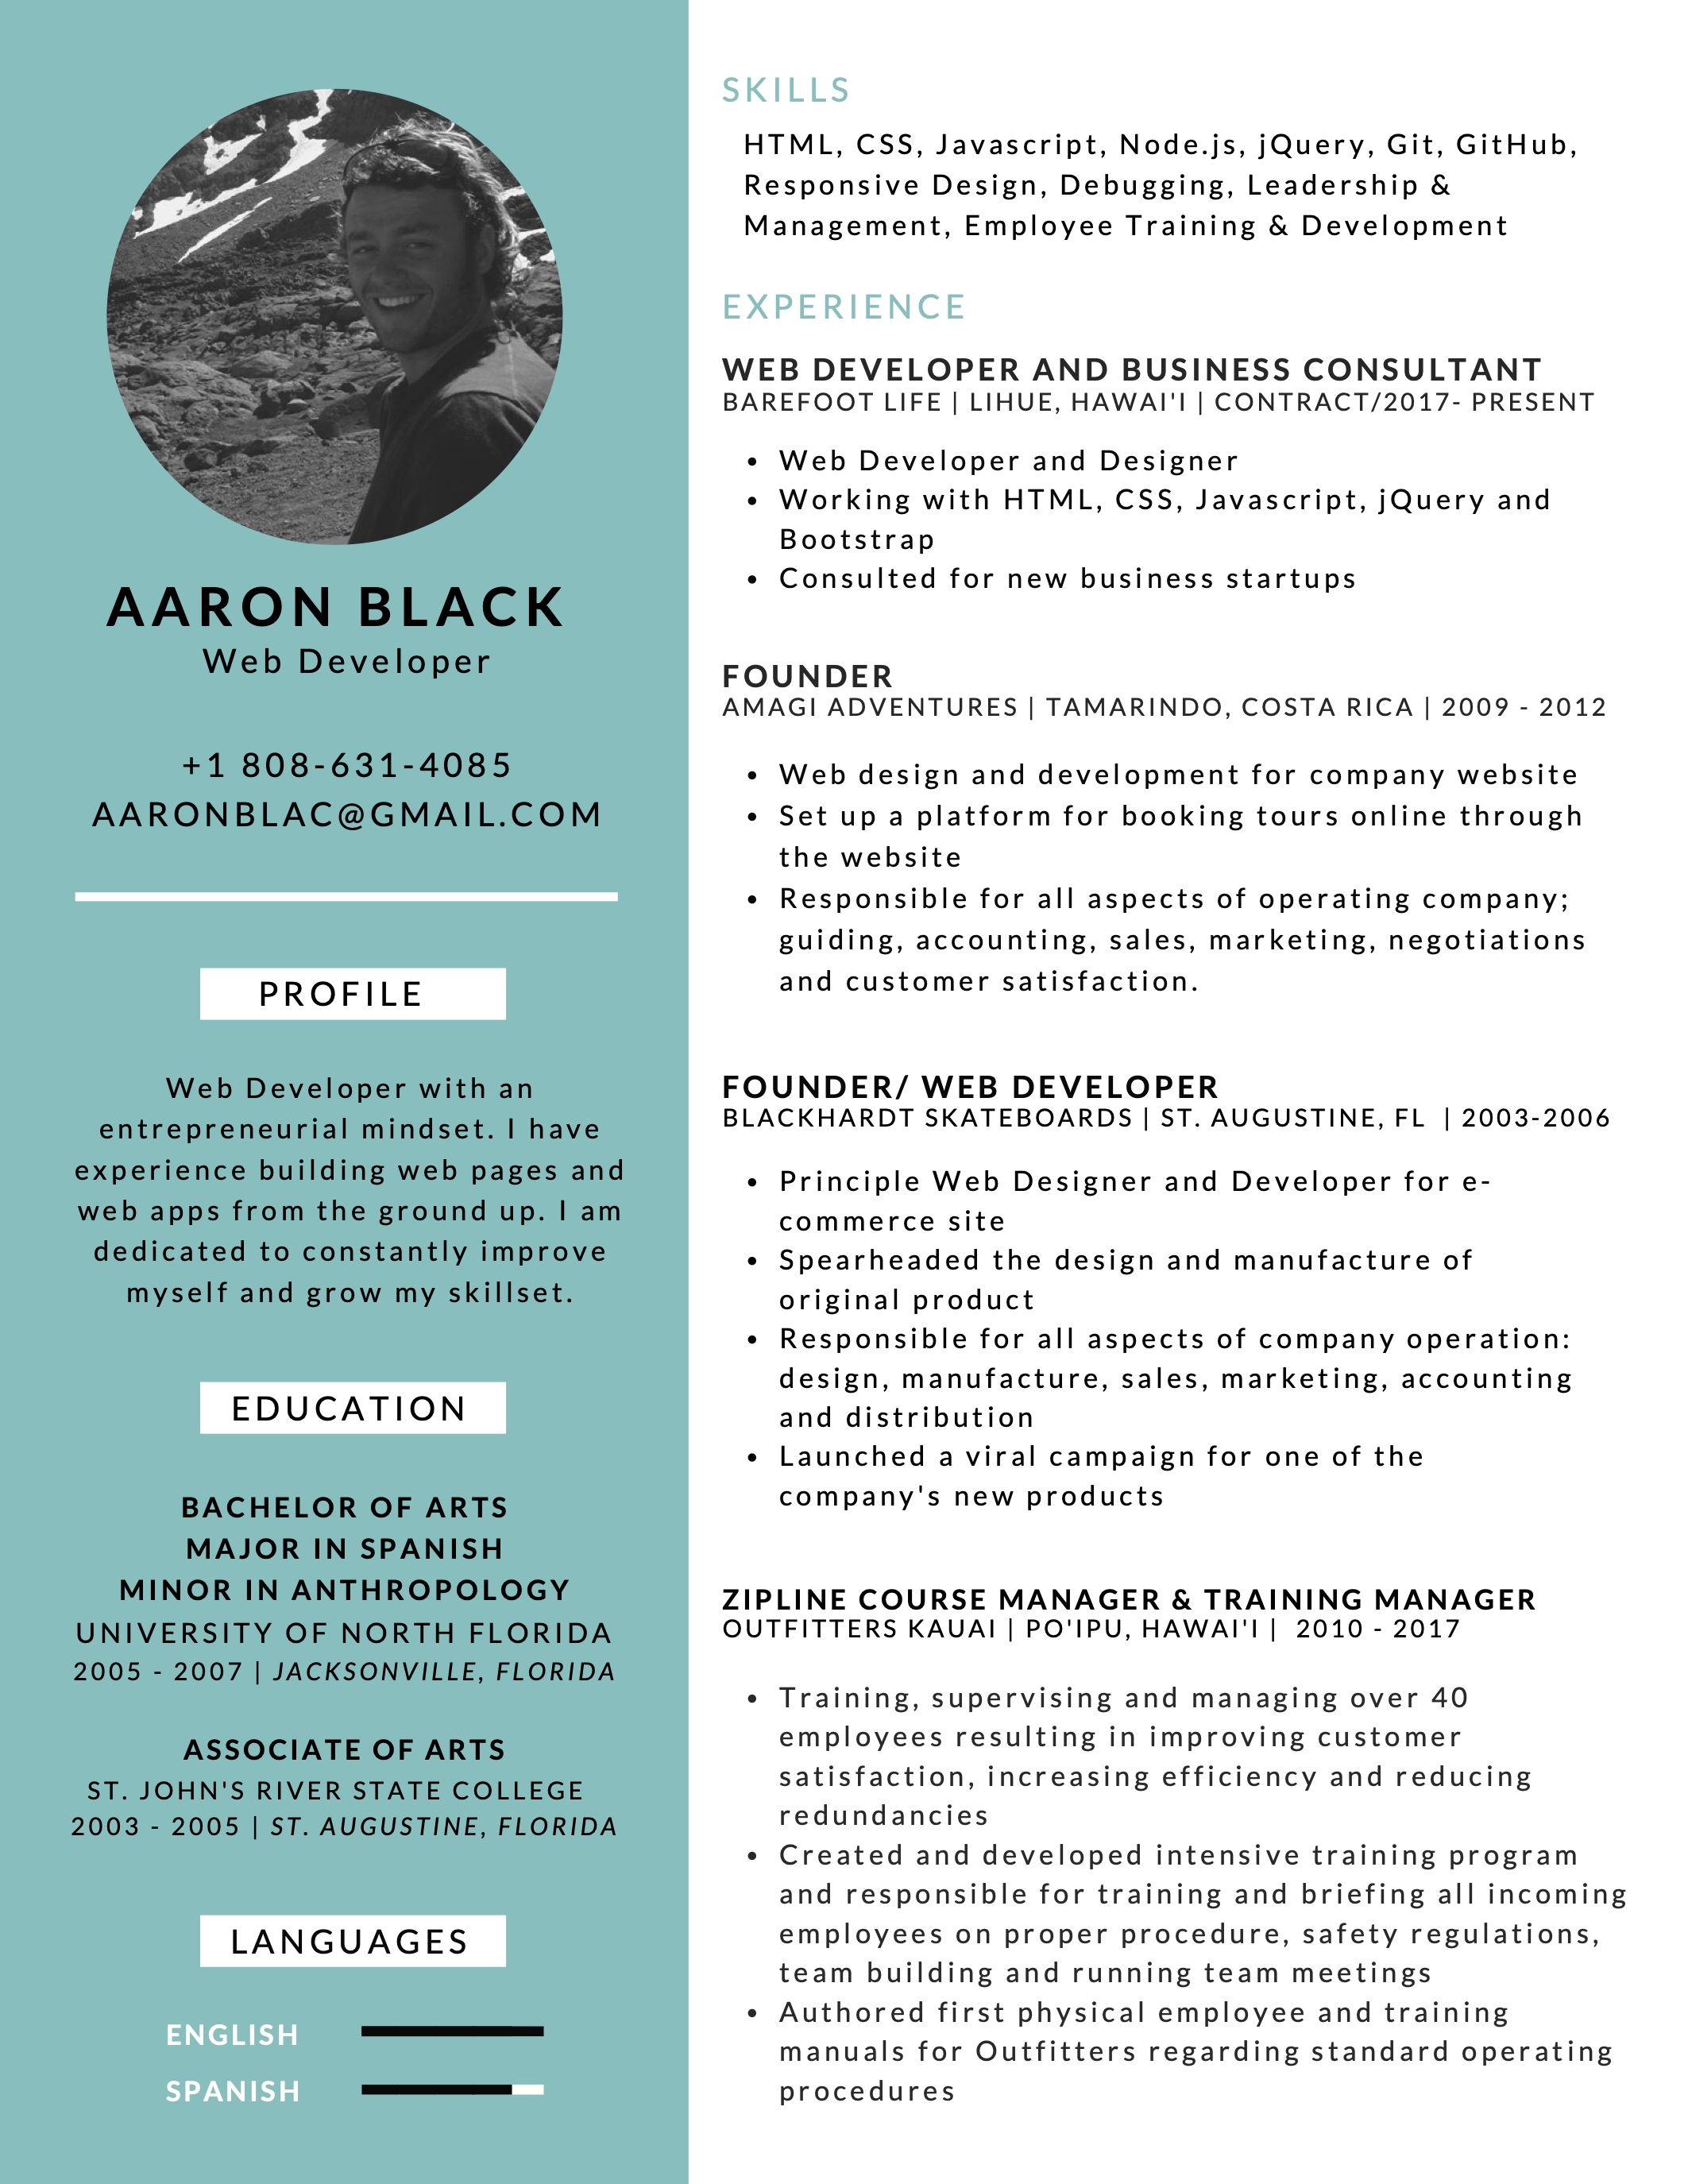 AARON BLACK
Web Developer
+1 808-631-4085
AARONBLAC@GMAIL.COM
PROFILE
Web Developer with an
entrepreneurial mindset. I have
experience building web pages and
web apps from the ground up. I am
dedicated to constantly improve
myself and grow my skillset.
EDUCATION
BACHELOR OF ARTS
MAJOR IN SPANISH
MINOR IN ANTHROPOLOGY
UNIVERSITY OF NORTH FLORIDA
2005 - 2007 | JACKSONVILLE, FLORIDA
ASSOCIATE OF ARTS
ST. JOHN'S RIVER STATE COLLEGE
2003 - 2005 | ST. AUGUSTINE, FLORIDA
LANGUAGES
ENGLISH
SPANISH
SKILLS
HTML, CSS, Javascript, Node.js, jQuery, Git, GitHub,
Responsive Design, Debugging, Leadership &
Management, Employee Training & Development
EXPERIENCE
WEB DEVELOPER AND BUSINESS CONSULTANT
BAREFOOT LIFE | LIHUE, HAWAI'I | CONTRACT/2017- PRESENT
• Web Developer and Designer
• Working with HTML, CSS, Javascript, jQuery and
Bootstrap
• Consulted for new business startups
FOUNDER
AMAGI ADVENTURES | TAMARINDO, COSTA RICA | 2009 - 2012
• Web design and development for company website
• Set up a platform for booking tours online through
the website
• Responsible for all aspects of operating company;
guiding, accounting, sales, marketing, negotiations
and customer satisfaction.
FOUNDER/ WEB DEVELOPER
BLACKHARDT SKATEBOARDS | ST. AUGUSTINE, FL | 2003-2006
• Principle Web Designer and Developer for e-
commerce site
• Spearheaded the design and manufacture of
original product
• Responsible for all aspects of company operation:
design, manufacture, sales, marketing, accounting
and distribution
• Launched a viral campaign for one of the
company's new products
ZIPLINE COURSE MANAGER & TRAINING MANAGER
OUTFITTERS KAUAI | PO'IPU, HAWAI'I | 2010 - 2017
• Training, supervising and managing over 40
employees resulting in improving customer
satisfaction, increasing efficiency and reducing
redundancies
• Created and developed intensive training program
and responsible for training and briefing all incoming
employees on proper procedure, safety regulations,
team building and running team meetings
• Authored first physical employee and training
manuals for Outfitters regarding standard operating
procedures